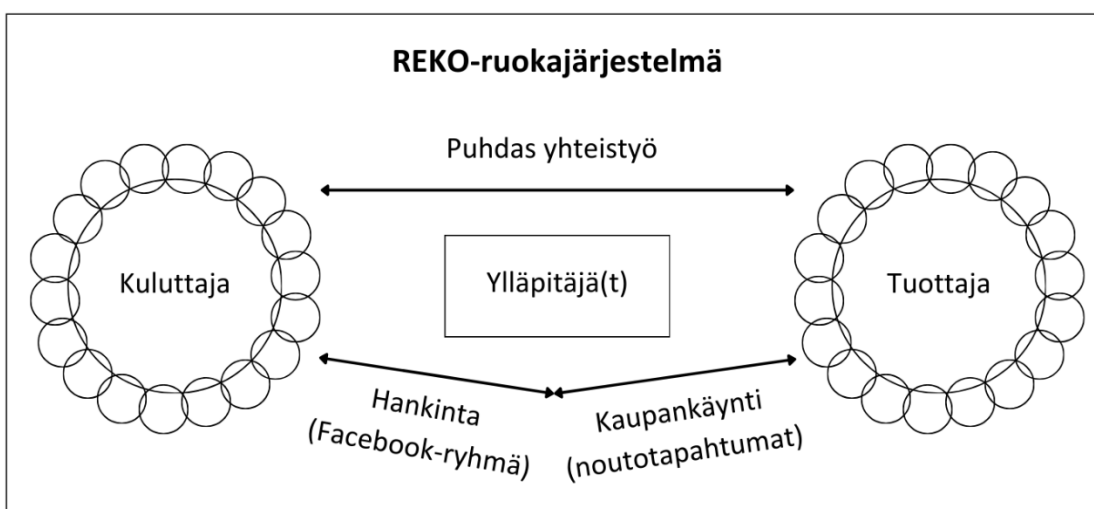 REKO-ruokajärjestelmä
Puhdas yhteistyö
Kuluttaja
Ylläpitäjä(t)
Tuottaja
Hankinta
(Facebook-ryhmä)
Kaupankäynti
(noutotapahtumat)